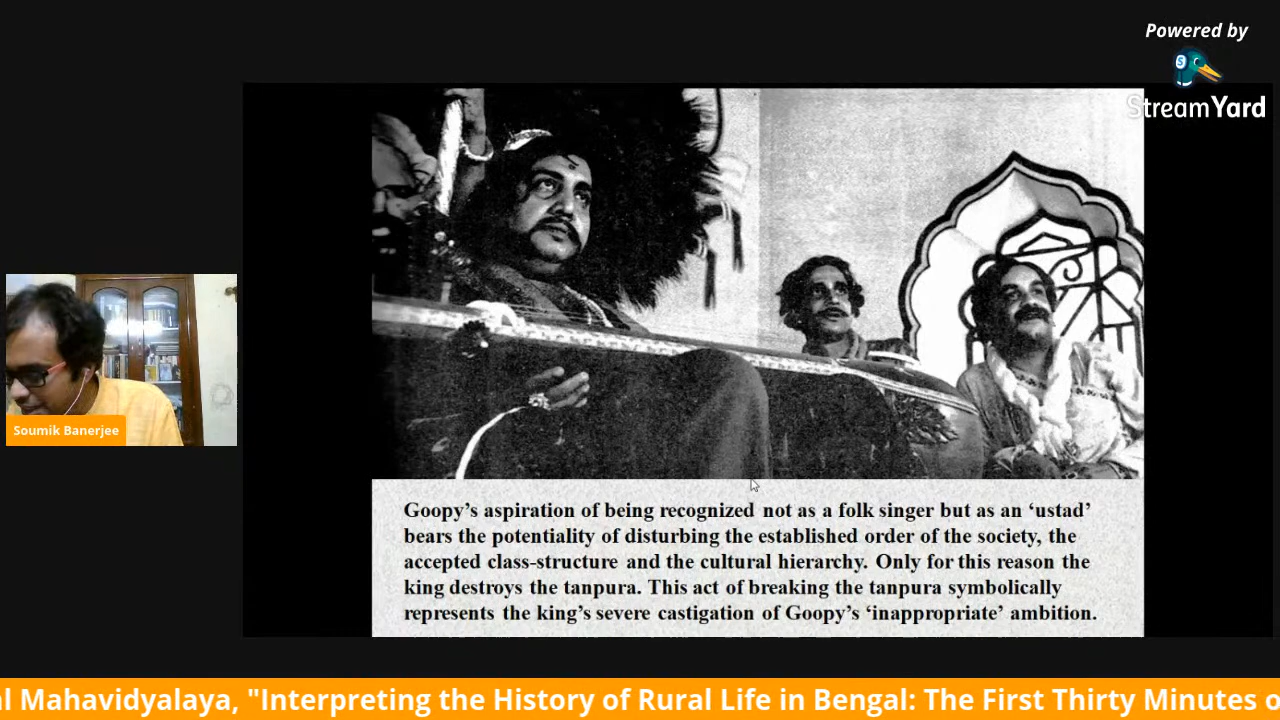 Powered by
StreamYard
Soumik Banerjee
Goopy's aspiration of being recognized not as a folk singer but as an ‘ustad’
bears the potentiality of disturbing the established order of the society, the
accepted class-structure and the cultural hierarchy. Only for this reason the
king destroys the tanpura. This act of breaking the tanpura symbolically
represents the king's severe castigation of Goopy's ‘inappropriate’ ambition.
Mahavidyalaya, "Interpreting the History of Rural Life in Bengal: The First Thirty Minutes